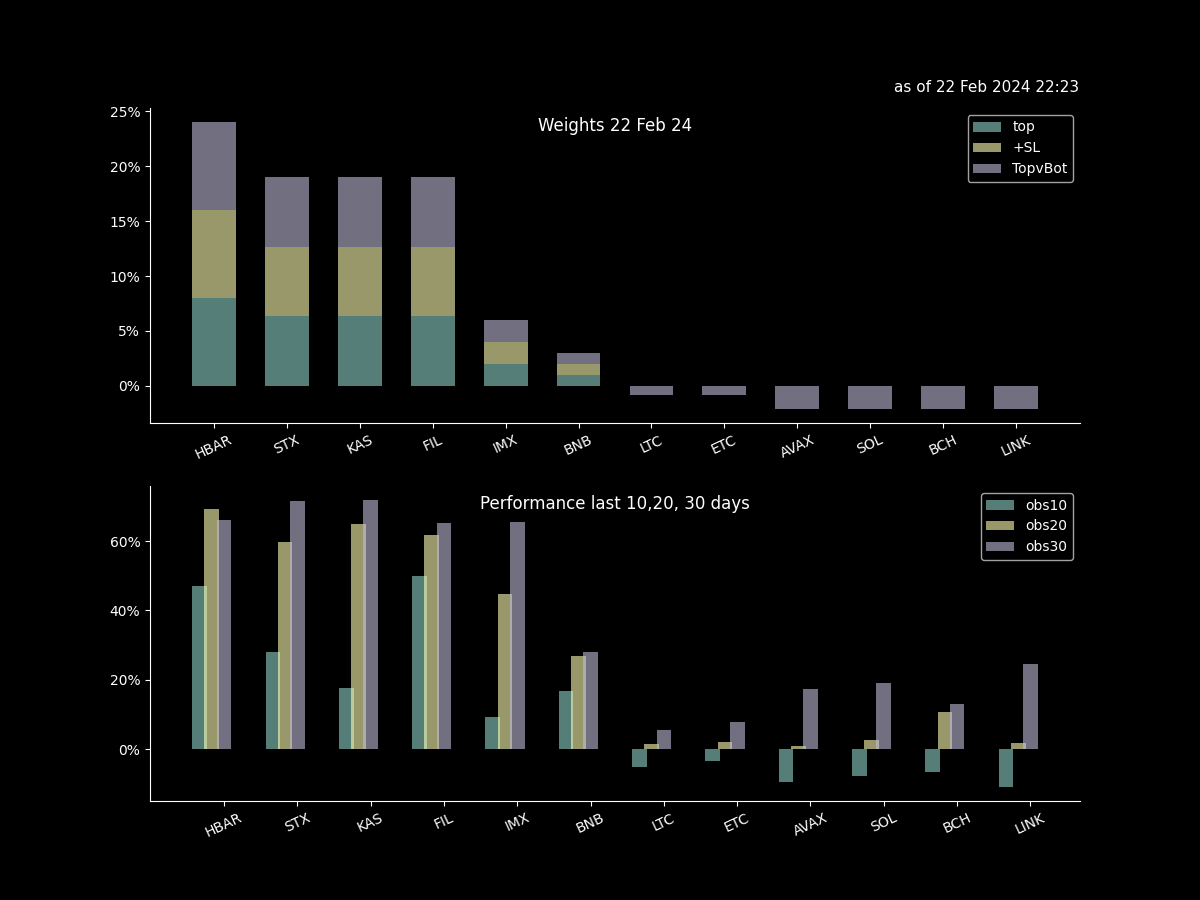 as of 22 Feb 2024 22:23
Weights 22 Feb 24
top
+SL
TopvBot
25%
20%
15%
10%
5%
0%
HBAR STX KAS FIL IMX BNB LTC ETC AVAX SOL BCH LINK
Performance last 10,20, 30 days
obs10
obs20
obs30
60%
40%
20%
0%
HBAR STX KAS FIL IMX BNB LTC ETC AVAX SOL BCH LINK